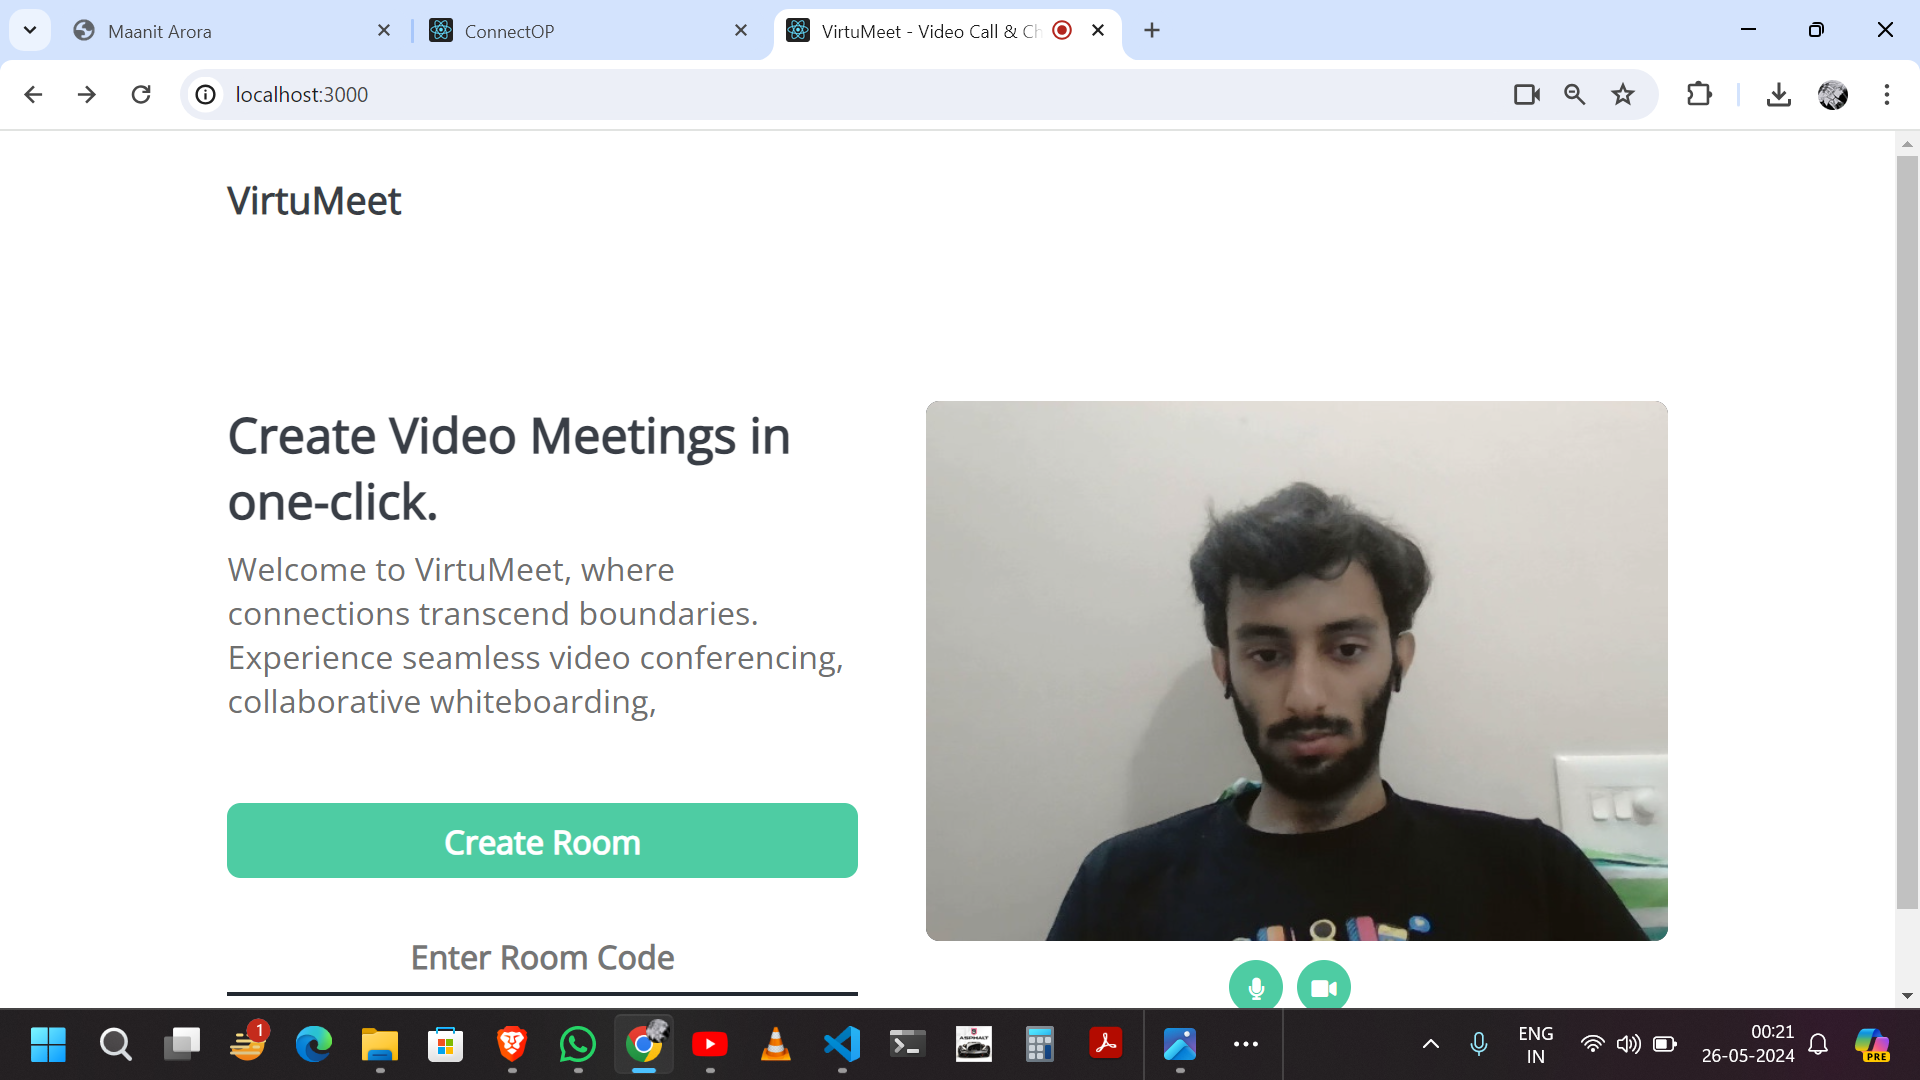 Maanit Arora
ConnectOP
VirtuMeet - Video Call & Ch
localhost:3000
VirtuMeet
Create Video Meetings in
one-click.
Welcome to VirtuMeet, where
connections transcend boundaries.
Experience seamless video conferencing,
collaborative whiteboarding,
Create Room
Enter Room Code
1
ASPHALT
ENG
IN
00:21
26-05-2024
PRE